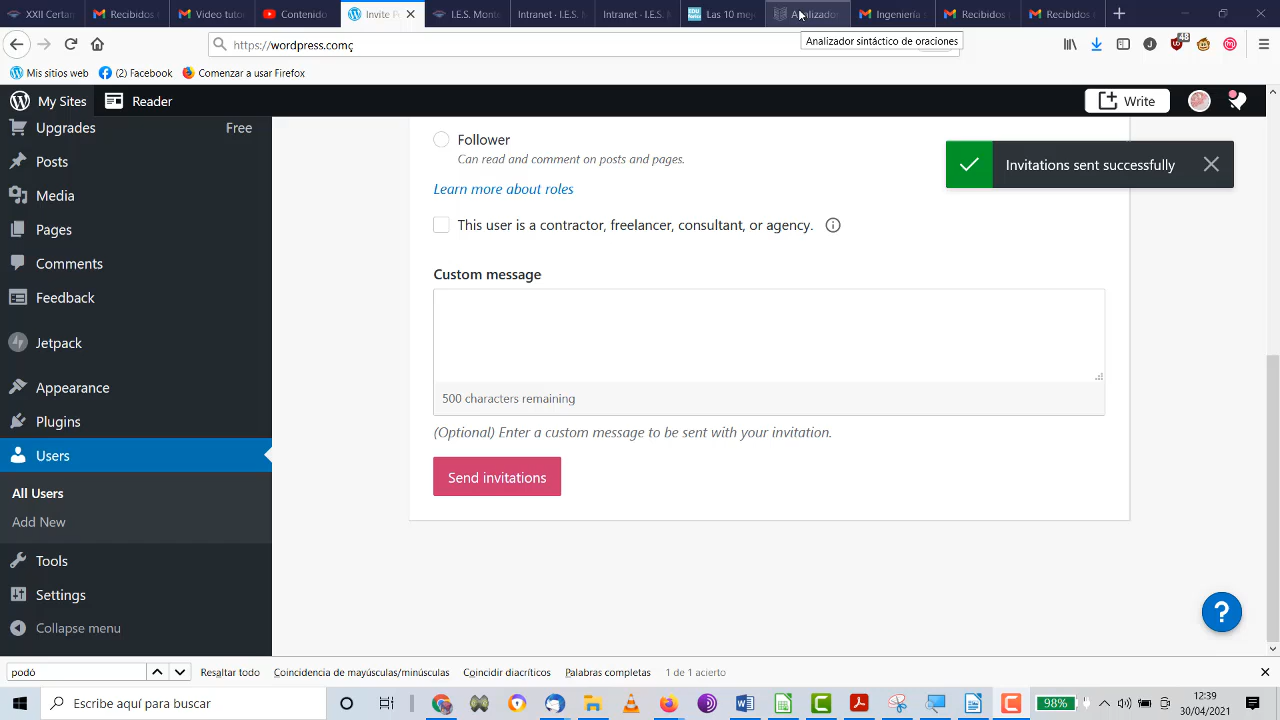 XXII Certa
Recibidos
Video tuto
Contenido
Invite P
I.E.S. Monte
Intranet - I.E.S. M
Intranet - I.E.S. M
Las 10 mej
Analizador
Ingeniería
Recibidos
Recibidos
https://wordpress.comç
Analizador sintáctico de oraciones
48
Mis sitios web
(2) Facebook
Comenzar a usar Firefox
My Sites
Reader
Write
Upgrades
Free
Posts
Media
Pages
Comments
Feedback
Jetpack
Appearance
Plugins
Users
All Users
Add New
Tools
Settings
Collapse menu
Follower
Can read and comment on posts and pages.
Learn more about roles
This user is a contractor, freelancer, consultant, or agency.
Invitations sent successfully
Custom message
500 characters remaining
(Optional) Enter a custom message to be sent with your invitation.
Send invitations
?
podó
Resaltar todo
Coincidencia de mayúsculas/minúsculas
Coincidir diacríticos
Palabras completas
1 de 1 acierto
Escribe aquí para buscar
98%
12:39
30/04/2021